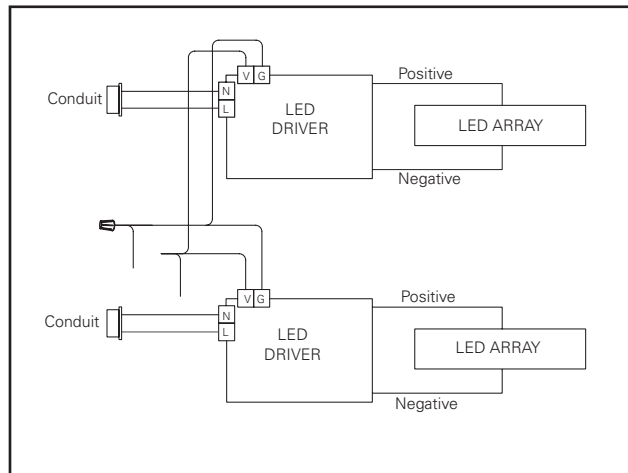 V G
Conduit
N
L
LED
DRIVER
Positive
LED ARRAY
Negative
V G
Conduit
N
L
LED
DRIVER
Positive
LED ARRAY
Negative